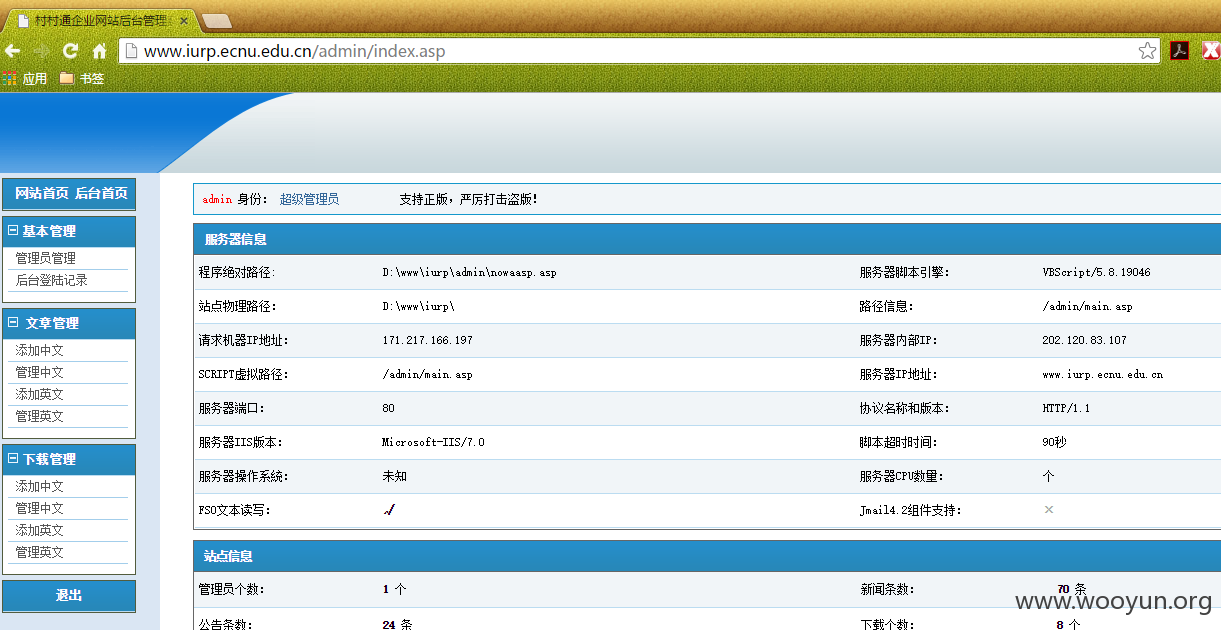 村村通企业网站后台管理
www.iurp.ecnu.edu.cn/admin/index.asp
应用 书签
网站首页 后台首页
admin 身份: 超级管理员 支持正版，严厉打击盗版!
基本管理
管理员管理
后台登陆记录
文章管理
添加中文
管理中文
添加英文
管理英文
下载管理
添加中文
管理中文
添加英文
管理英文
退出
服务器信息
程序绝对路径: D:\www\iurp\admin\nowaasp.asp 服务器脚本引擎: VBScript/5.8.19046
站点物理路径: D:\www\iurp\ 路径信息: /admin/main.asp
请求机器IP地址: 171.217.166.197 服务器内部IP: 202.120.83.107
SCRIPT虚拟路径: /admin/main.asp 服务器IP地址: www.iurp.ecnu.edu.cn
服务器端口: 80 协议名称和版本: HTTP/1.1
服务器IIS版本: Microsoft-IIS/7.0 脚本超时时间: 90秒
服务器操作系统: 未知 服务器CPU数量: 个
FSO文本读写: ✓ Jmail4.2组件支持: ×
站点信息
管理员个数: 1 个 新闻条数: 70 条
公告条数: 24 条 下载个数: 8 个
www.wooyun.org